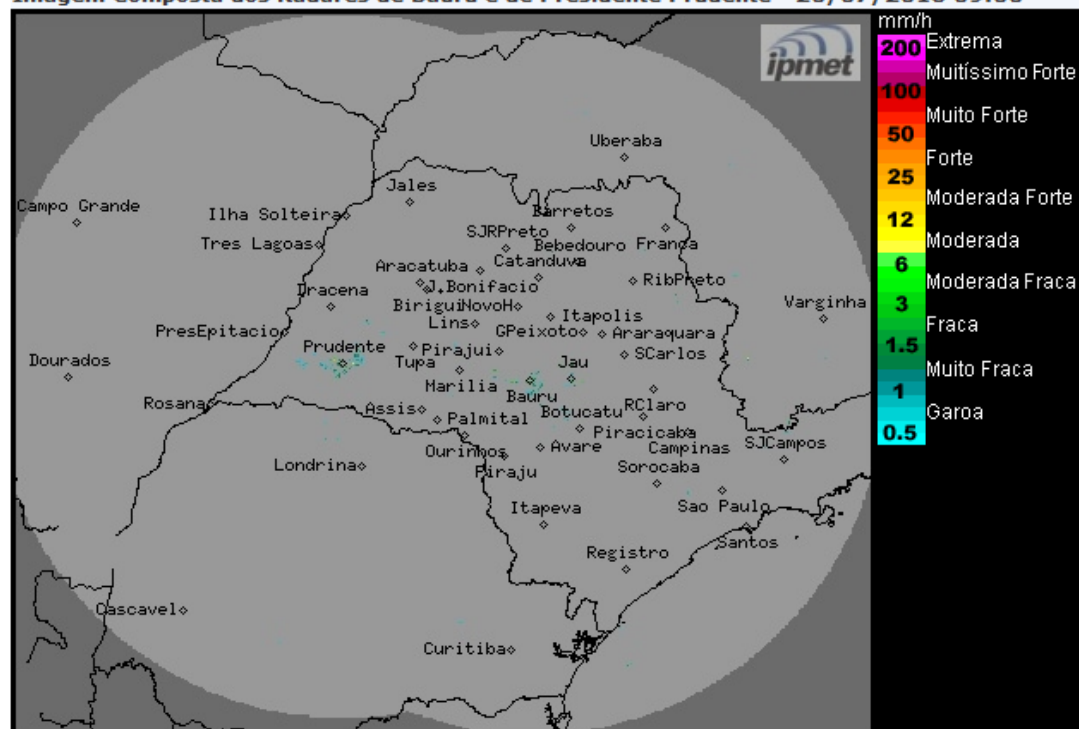 Imagem Composta dos Radares de Bauru e de Presidente Prudente
mm/h
ipmet
200 Extrema
Muitíssimo Forte
100
Muito Forte
50
Forte
25
Moderada Forte
12
Moderada
6
Moderada Fraca
3
Fraca
1.5
Muito Fraca
1
Garoa
0.5
Uberaba
Jales
Campo Grande
Ilha Solteira
Barretos
Tres Lagoas
SJRPreto
Bebedouro
Franca
Aracatuba
Catanduva
Dracena
J.Bonifacio
RibPreto
Birigui
NovoH
Varginha
PresEpitacio
Lins
Itapolis
GPeixoto
Araraquara
Dourados
Prudente
Tupa
Pirajui
Jau
SCarlos
Marilia
Bauru
Rosana
Assis
Palmital
Botucatu
RClaro
Piracicaba
Ourinhos
Avare
Campinas
SJCampos
Londrina
Piraju
Sorocaba
Itapeva
Sao Paulo
Santos
Registro
Cascavel
Curitiba